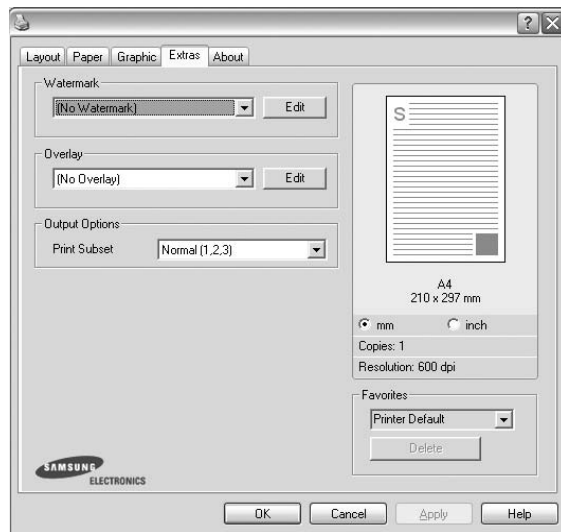 Layout Paper Graphic Extras About
Watermark
(No Watermark) Edit
Overlay
(No Overlay) Edit
Output Options
Print Subset Normal (1,2,3)
S
A4
210 x 297 mm
mm inch
Copies: 1
Resolution: 600 dpi
Favorites
Printer Default
Delete
SAMSUNG
ELECTRONICS
OK Cancel Apply Help